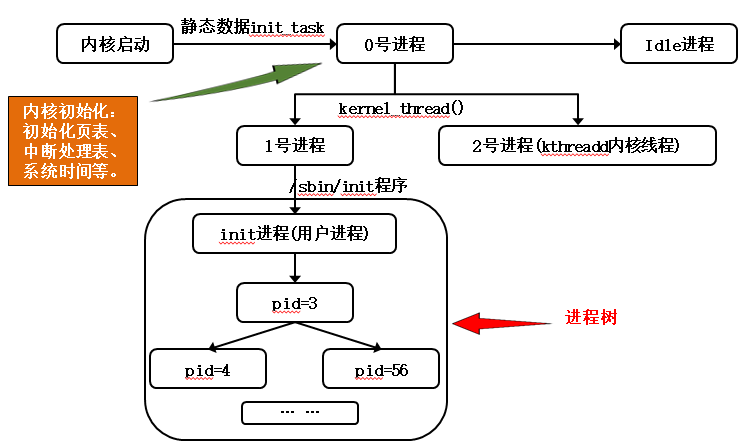 静态数据init_task
内核启动
0号进程
Idle进程
内核初始化：
初始化页表、
中断处理表、
系统时间等。
kernel_thread()
1号进程
2号进程(kthreadd内核线程)
/sbin/init程序
init进程(用户进程)
pid=3
进程树
pid=4
pid=56
… …